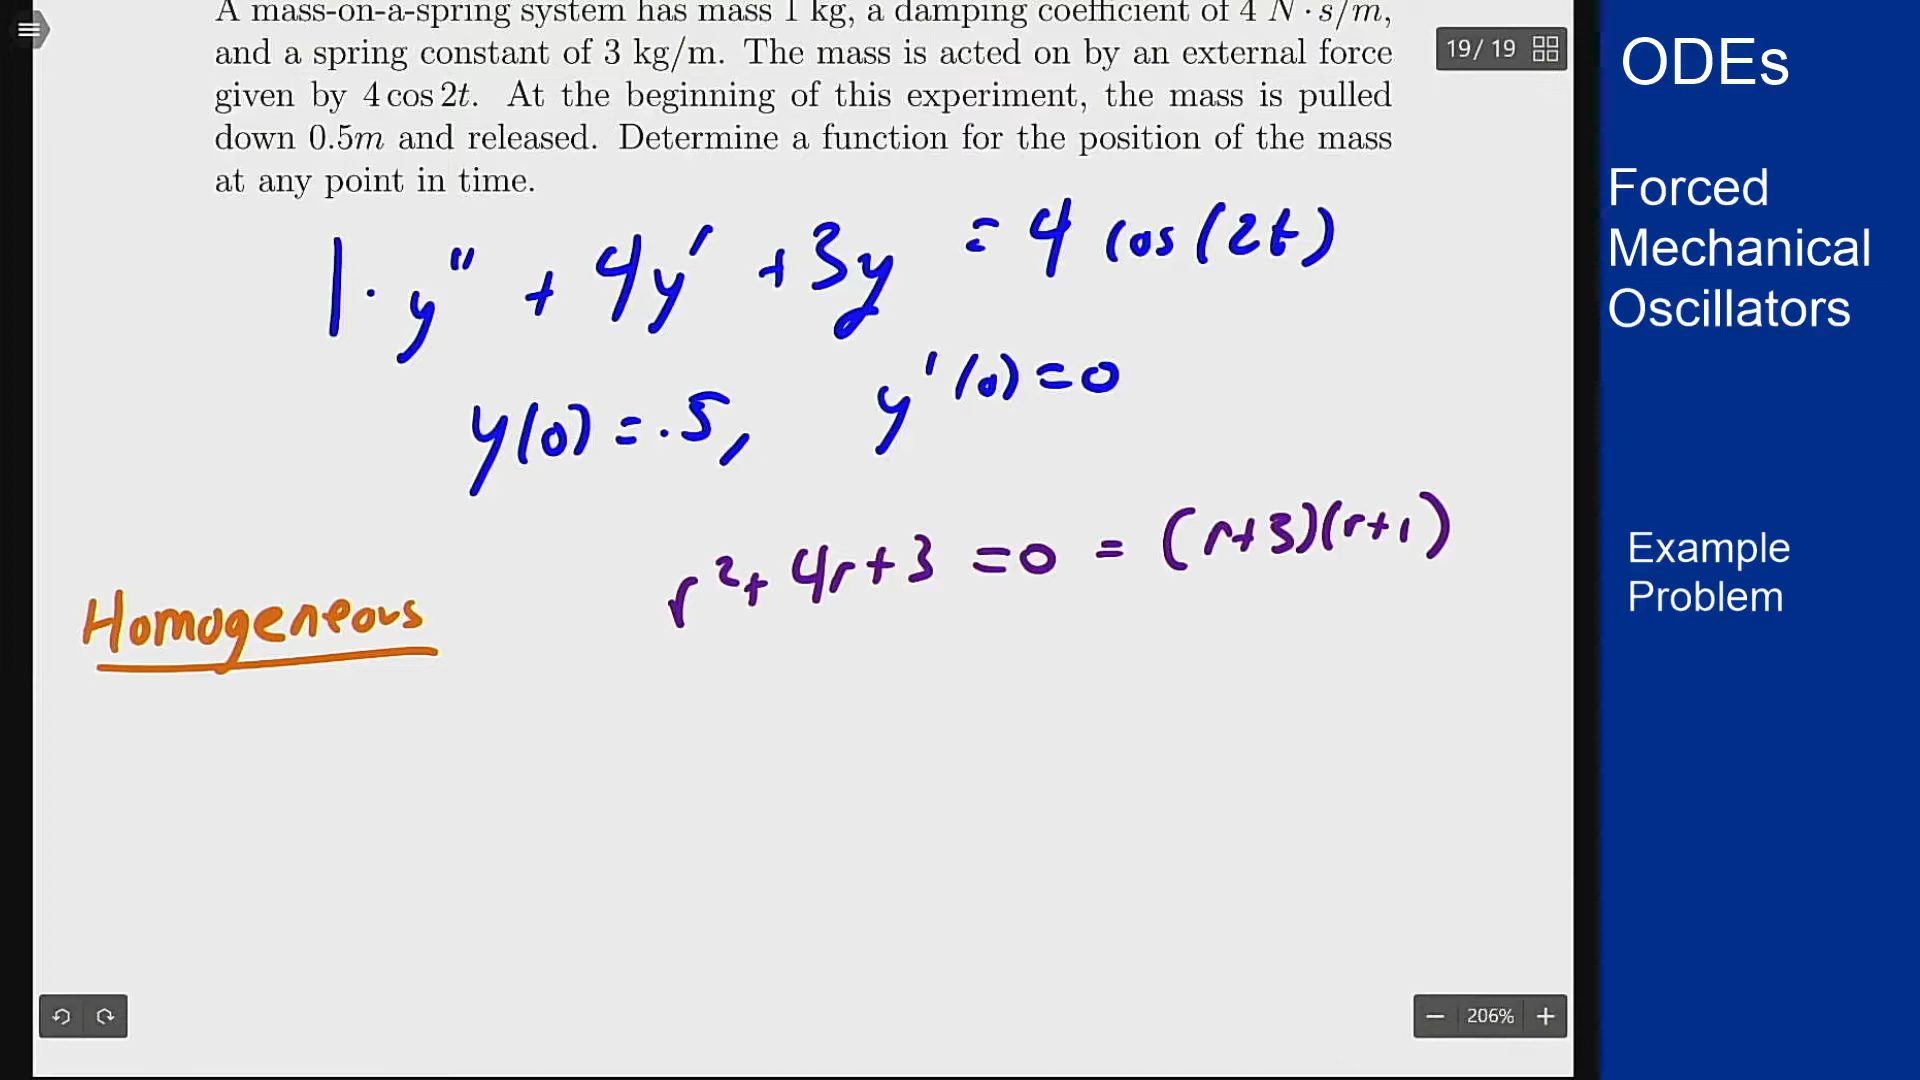 A mass-on-a-spring system has mass 1 kg, a damping coefficient of 4 N · s/m,
and a spring constant of 3 kg/m. The mass is acted on by an external force
given by 4 cos 2t. At the beginning of this experiment, the mass is pulled
down 0.5m and released. Determine a function for the position of the mass
at any point in time.
1· y'' + 4y' + 3y = 4 cos(2t)
y(0) = .5, y'(0) = 0
r² + 4r + 3 = 0 = (r+3)(r+1)
Homogeneous
19/ 19
206%
ODEs
Forced
Mechanical
Oscillators
Example
Problem